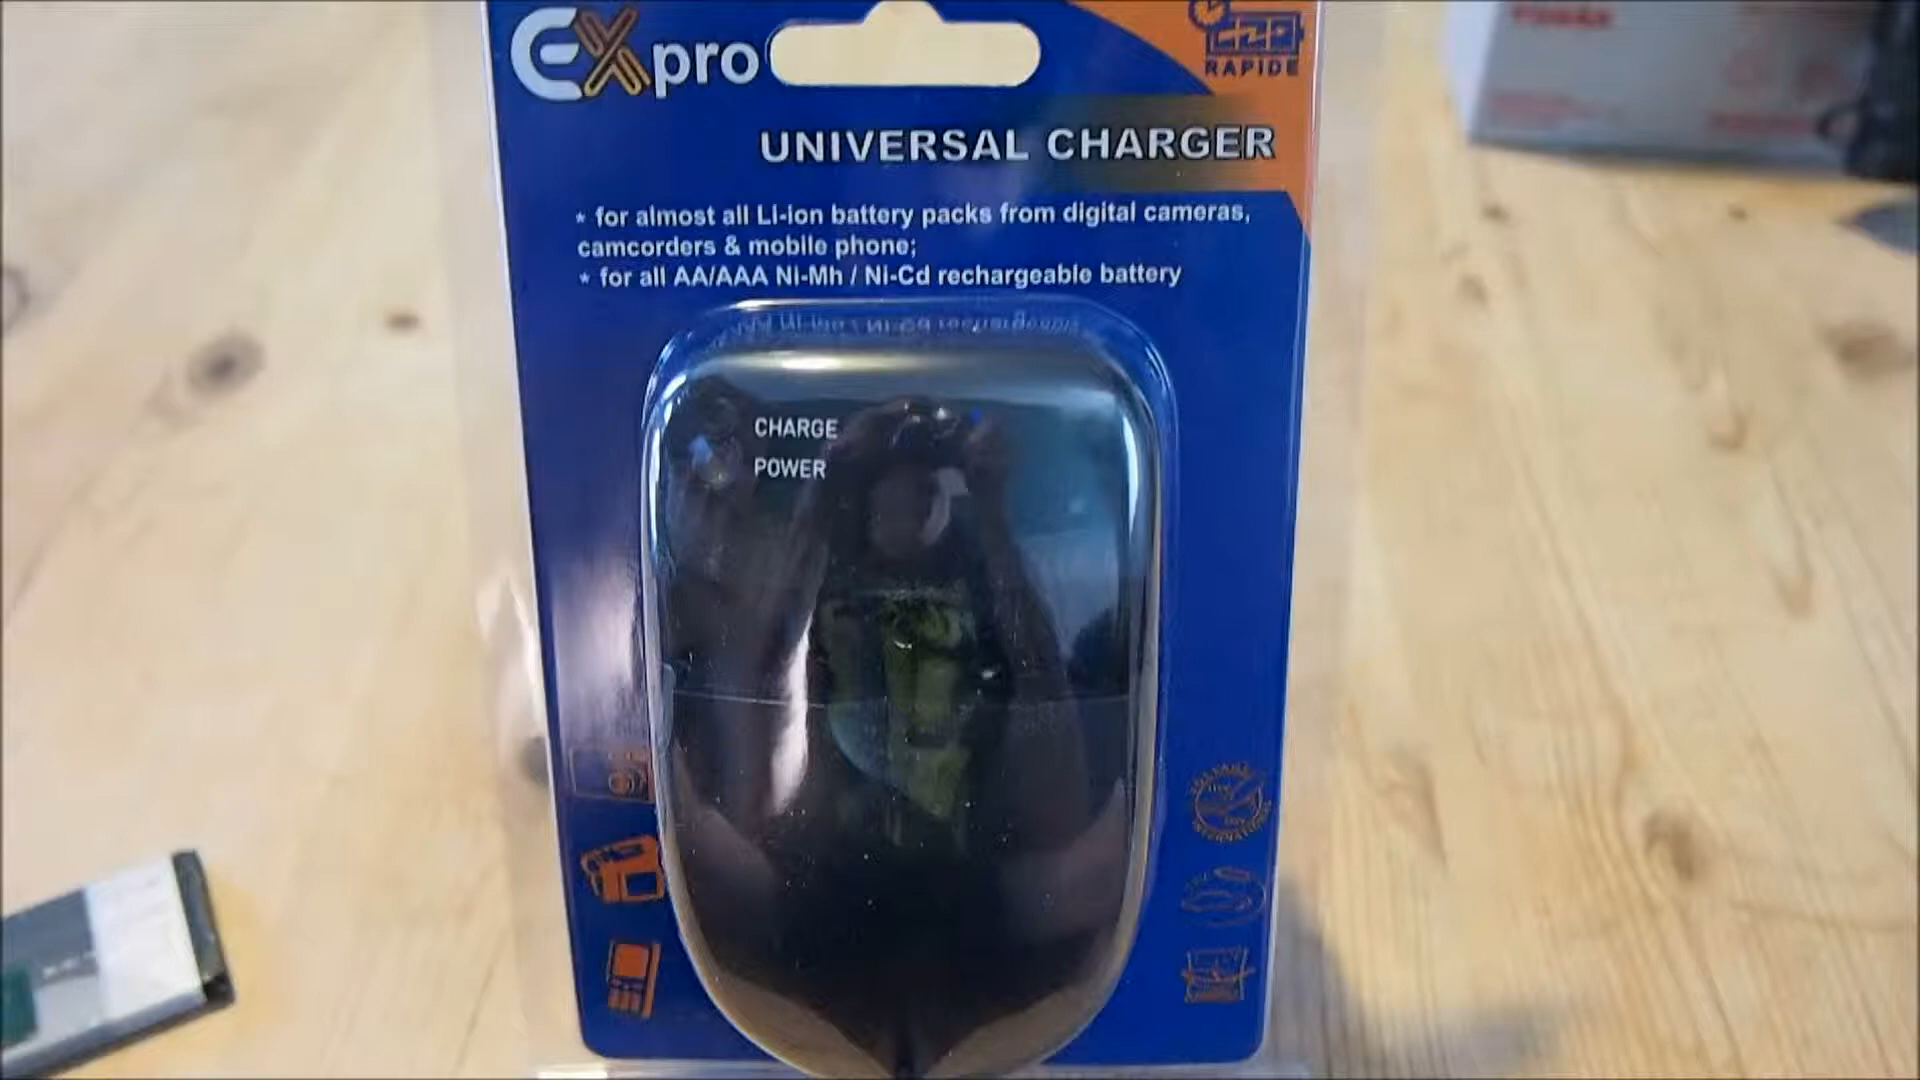 EXpro
RAPIDE
UNIVERSAL CHARGER
* for almost all Li-ion battery packs from digital cameras,
camcorders & mobile phone;
* for all AA/AAA Ni-Mh / Ni-Cd rechargeable battery
CHARGE
POWER